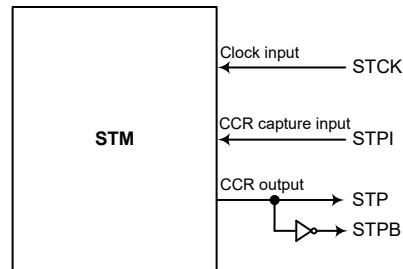 Clock input
STCK
CCR capture input
STM
STPI
CCR output
STP
STPB